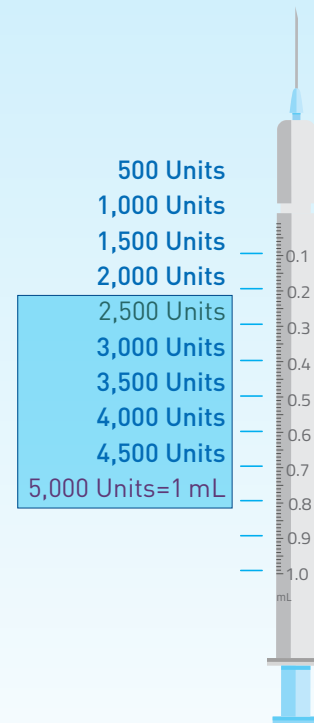 500 Units
1,000 Units
1,500 Units
2,000 Units
2,500 Units
3,000 Units
3,500 Units
4,000 Units
4,500 Units
5,000 Units=1 mL
0.1
0.2
0.3
0.4
0.5
0.6
0.7
0.8
0.9
1.0
mL